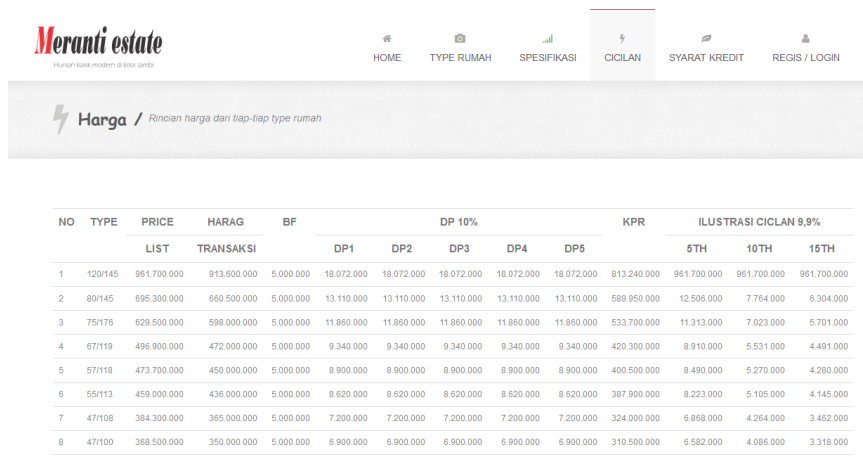 Meranti estate
Hunian klasik modern di kota Jambi
HOME TYPE RUMAH SPESIFIKASI CICILAN SYARAT KREDIT REGIS / LOGIN
Harga / Rincian harga dari tiap-tiap type rumah
NO TYPE PRICE HARAG BF DP 10% KPR ILUSTRASI CICLAN 9,9%
LIST TRANSAKSI DP1 DP2 DP3 DP4 DP5 5TH 10TH 15TH
1 120/145 961.700.000 913.600.000 5.000.000 18.072.000 18.072.000 18.072.000 18.072.000 18.072.000 813.240.000 961.700.000 961.700.000 961.700.000
2 80/145 695.300.000 660.500.000 5.000.000 13.110.000 13.110.000 13.110.000 13.110.000 13.110.000 589.950.000 12.506.000 7.764.000 6.304.000
3 75/176 629.500.000 598.000.000 5.000.000 11.860.000 11.860.000 11.860.000 11.860.000 11.860.000 533.700.000 11.313.000 7.023.000 5.701.000
4 67/119 496.900.000 472.000.000 5.000.000 9.340.000 9.340.000 9.340.000 9.340.000 9.340.000 420.300.000 8.910.000 5.531.000 4.491.000
5 57/118 473.700.000 450.000.000 5.000.000 8.900.000 8.900.000 8.900.000 8.900.000 8.900.000 400.500.000 8.490.000 5.270.000 4.280.000
6 55/113 459.000.000 436.000.000 5.000.000 8.620.000 8.620.000 8.620.000 8.620.000 8.620.000 387.900.000 8.223.000 5.105.000 4.145.000
7 47/108 384.300.000 365.000.000 5.000.000 7.200.000 7.200.000 7.200.000 7.200.000 7.200.000 324.000.000 6.868.000 4.264.000 3.462.000
8 47/100 368.500.000 350.000.000 5.000.000 6.900.000 6.900.000 6.900.000 6.900.000 6.900.000 310.500.000 6.582.000 4.086.000 3.318.000